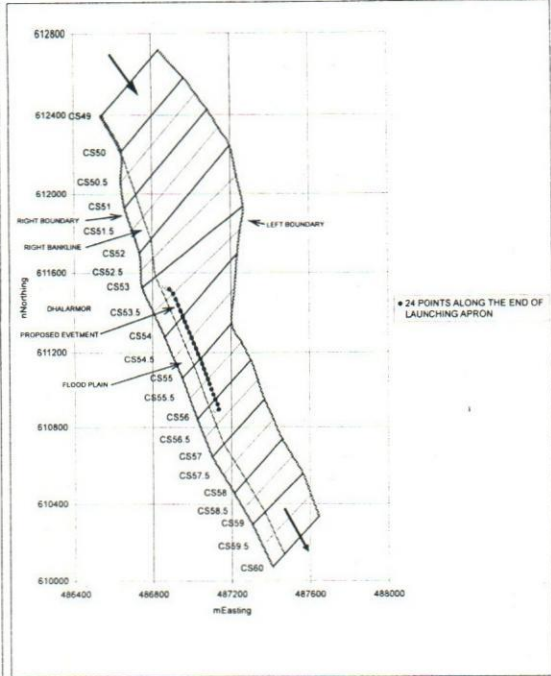 612800
612400
612000
611600
611200
610800
610400
610000
mNorthing
486400
486800
487200
487600
488000
mEasting
CS49
CS50
CS50.5
CS51
RIGHT BOUNDARY
CS51.5
LEFT BOUNDARY
RIGHT BANKLINE
CS52
CS52.5
CS53
DHALARMOR
CS53.5
PROPOSED EVETMENT
CS54
CS54.5
FLOOD PLAIN
CS55
CS55.5
CS56
CS56.5
CS57
CS57.5
CS58
CS58.5
CS59
CS59.5
CS60
24 POINTS ALONG THE END OF
LAUNCHING APRON